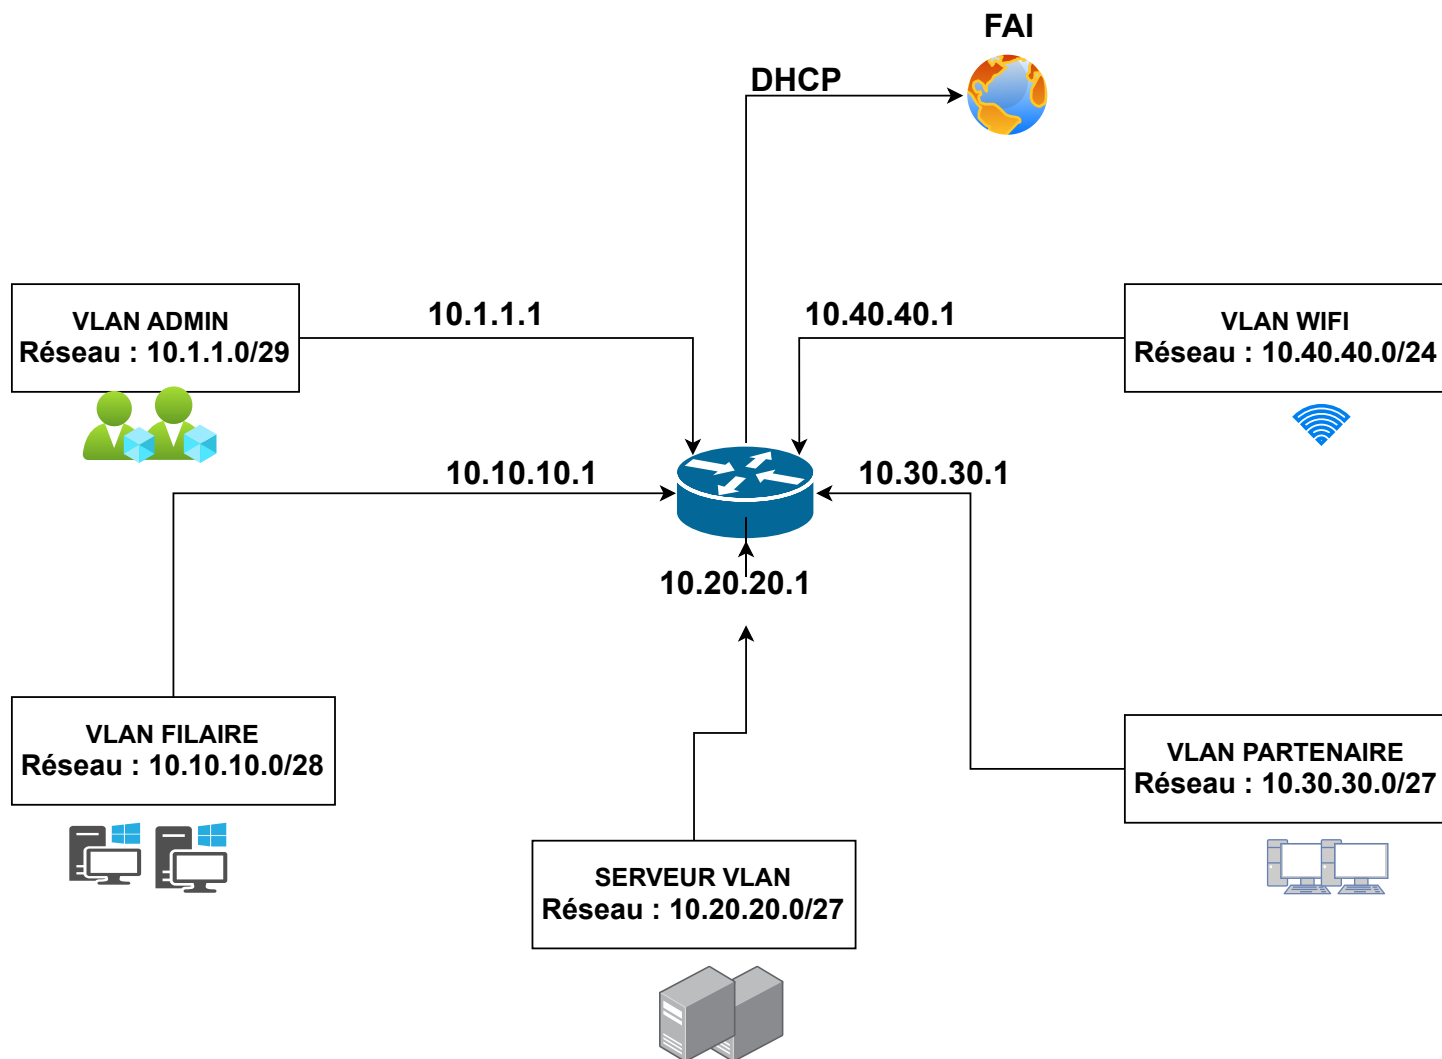 FAI
DHCP
10.1.1.1
10.40.40.1
VLAN ADMIN
Réseau : 10.1.1.0/29
VLAN WIFI
Réseau : 10.40.40.0/24
10.10.10.1
10.30.30.1
10.20.20.1
VLAN FILAIRE
Réseau : 10.10.10.0/28
VLAN PARTENAIRE
Réseau : 10.30.30.0/27
SERVEUR VLAN
Réseau : 10.20.20.0/27